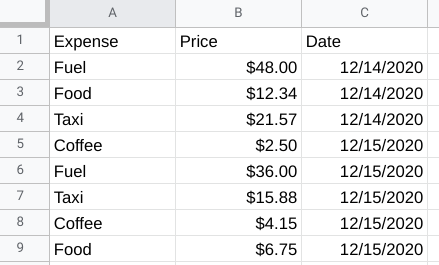 A B C
1 Expense Price Date
2 Fuel $48.00 12/14/2020
3 Food $12.34 12/14/2020
4 Taxi $21.57 12/14/2020
5 Coffee $2.50 12/15/2020
6 Fuel $36.00 12/15/2020
7 Taxi $15.88 12/15/2020
8 Coffee $4.15 12/15/2020
9 Food $6.75 12/15/2020